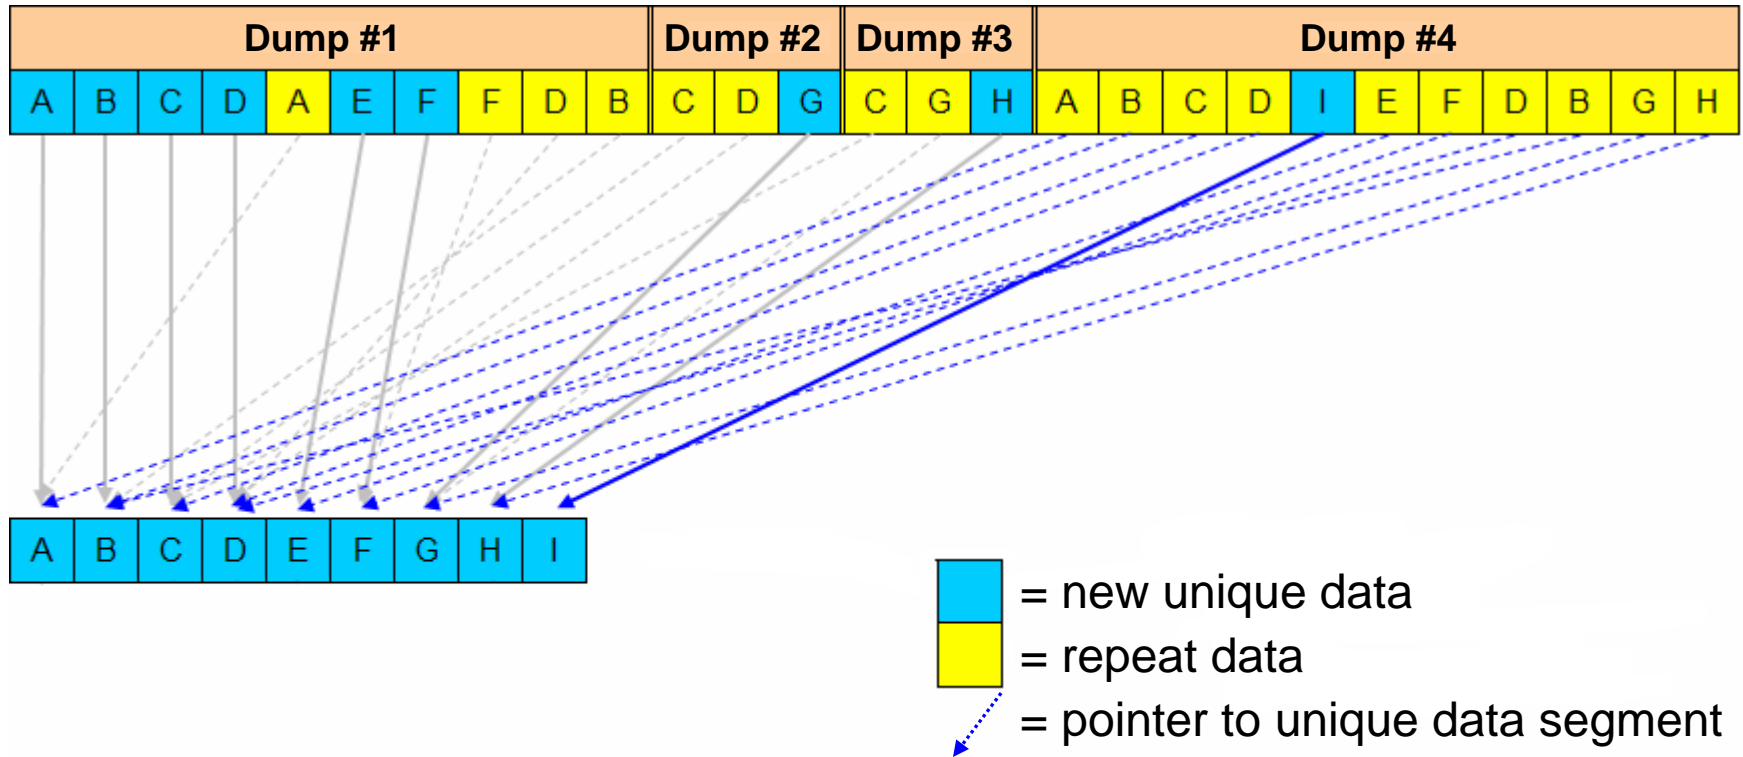 Dump #1 Dump #2 Dump #3 Dump #4
A B C D A E F F D B C D G C G H A B C D I E F D B G H
A B C D E F G H I
= new unique data
= repeat data
= pointer to unique data segment